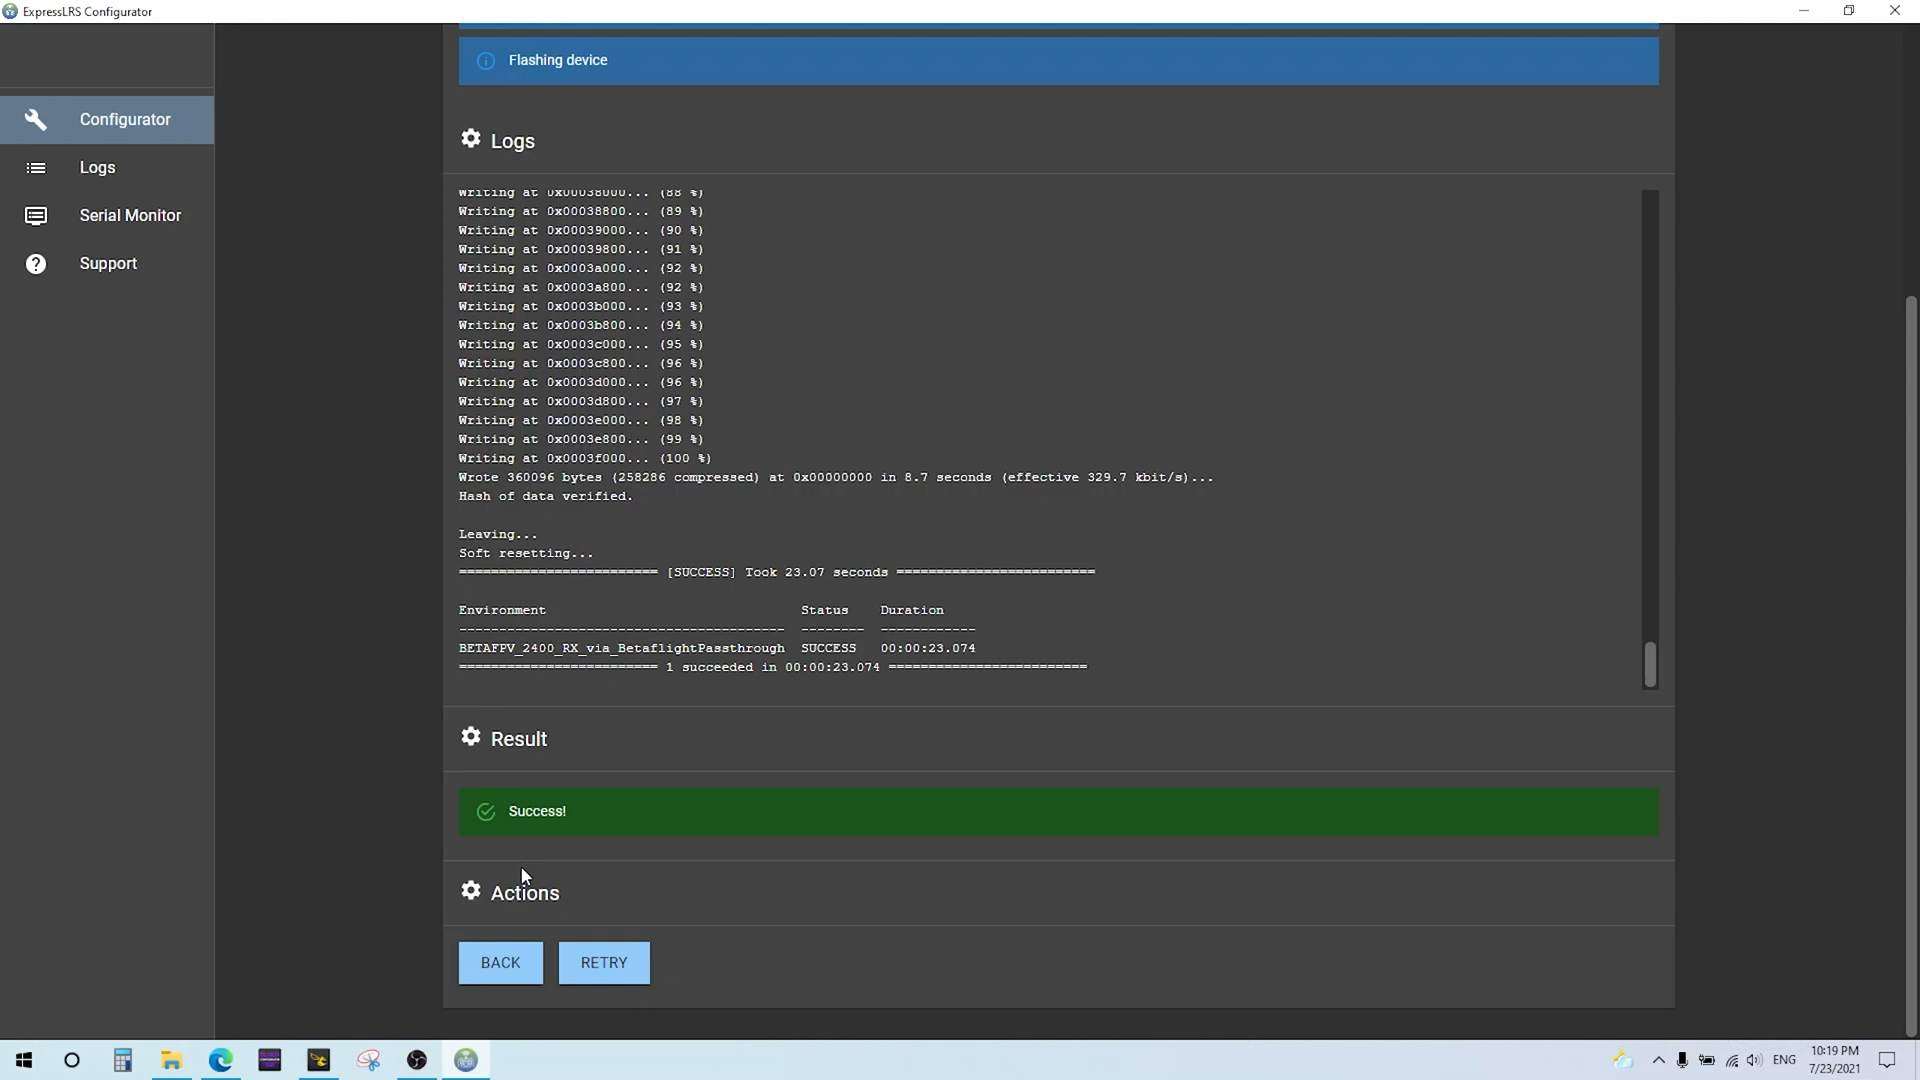 ExpressLRS Configurator
Configurator
Logs
Serial Monitor
Support
Flashing device
Logs
Writing at 0x00038000... (88 %)
Writing at 0x00038800... (89 %)
Writing at 0x00039000... (90 %)
Writing at 0x00039800... (91 %)
Writing at 0x0003a000... (92 %)
Writing at 0x0003a800... (92 %)
Writing at 0x0003b000... (93 %)
Writing at 0x0003b800... (94 %)
Writing at 0x0003c000... (95 %)
Writing at 0x0003c800... (96 %)
Writing at 0x0003d000... (96 %)
Writing at 0x0003d800... (97 %)
Writing at 0x0003e000... (98 %)
Writing at 0x0003e800... (99 %)
Writing at 0x0003f000... (100 %)
Wrote 360096 bytes (258286 compressed) at 0x00000000 in 8.7 seconds (effective 329.7 kbit/s)...
Hash of data verified.
Leaving...
Soft resetting...
========================= [SUCCESS] Took 23.07 seconds =========================
Environment Status Duration
----------------------------------------- -------- ------------
BETAFPV_2400_RX_via_BetaflightPassthrough SUCCESS 00:00:23.074
========================= 1 succeeded in 00:00:23.074 =========================
Result
Success!
Actions
BACK RETRY
ENG
10:19 PM
7/23/2021